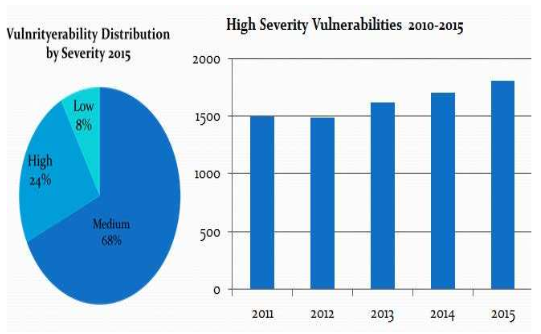 Vulnrityerability Distribution
by Severity 2015
Low
8%
High
24%
Medium
68%
High Severity Vulnerabilities 2010-2015
2000
1500
1000
500
0
2011 2012 2013 2014 2015